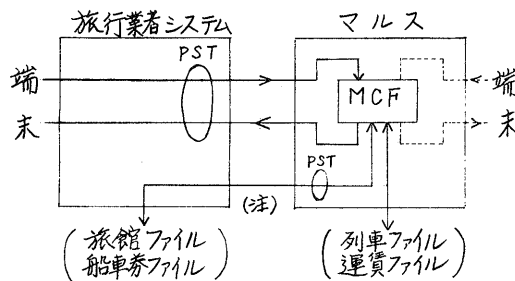 旅行業者システム
マルス
PST
端
末
MCF
端
末
PST
(注)
(旅館ファイル
船車券ファイル)
(列車ファイル
運賃ファイル)